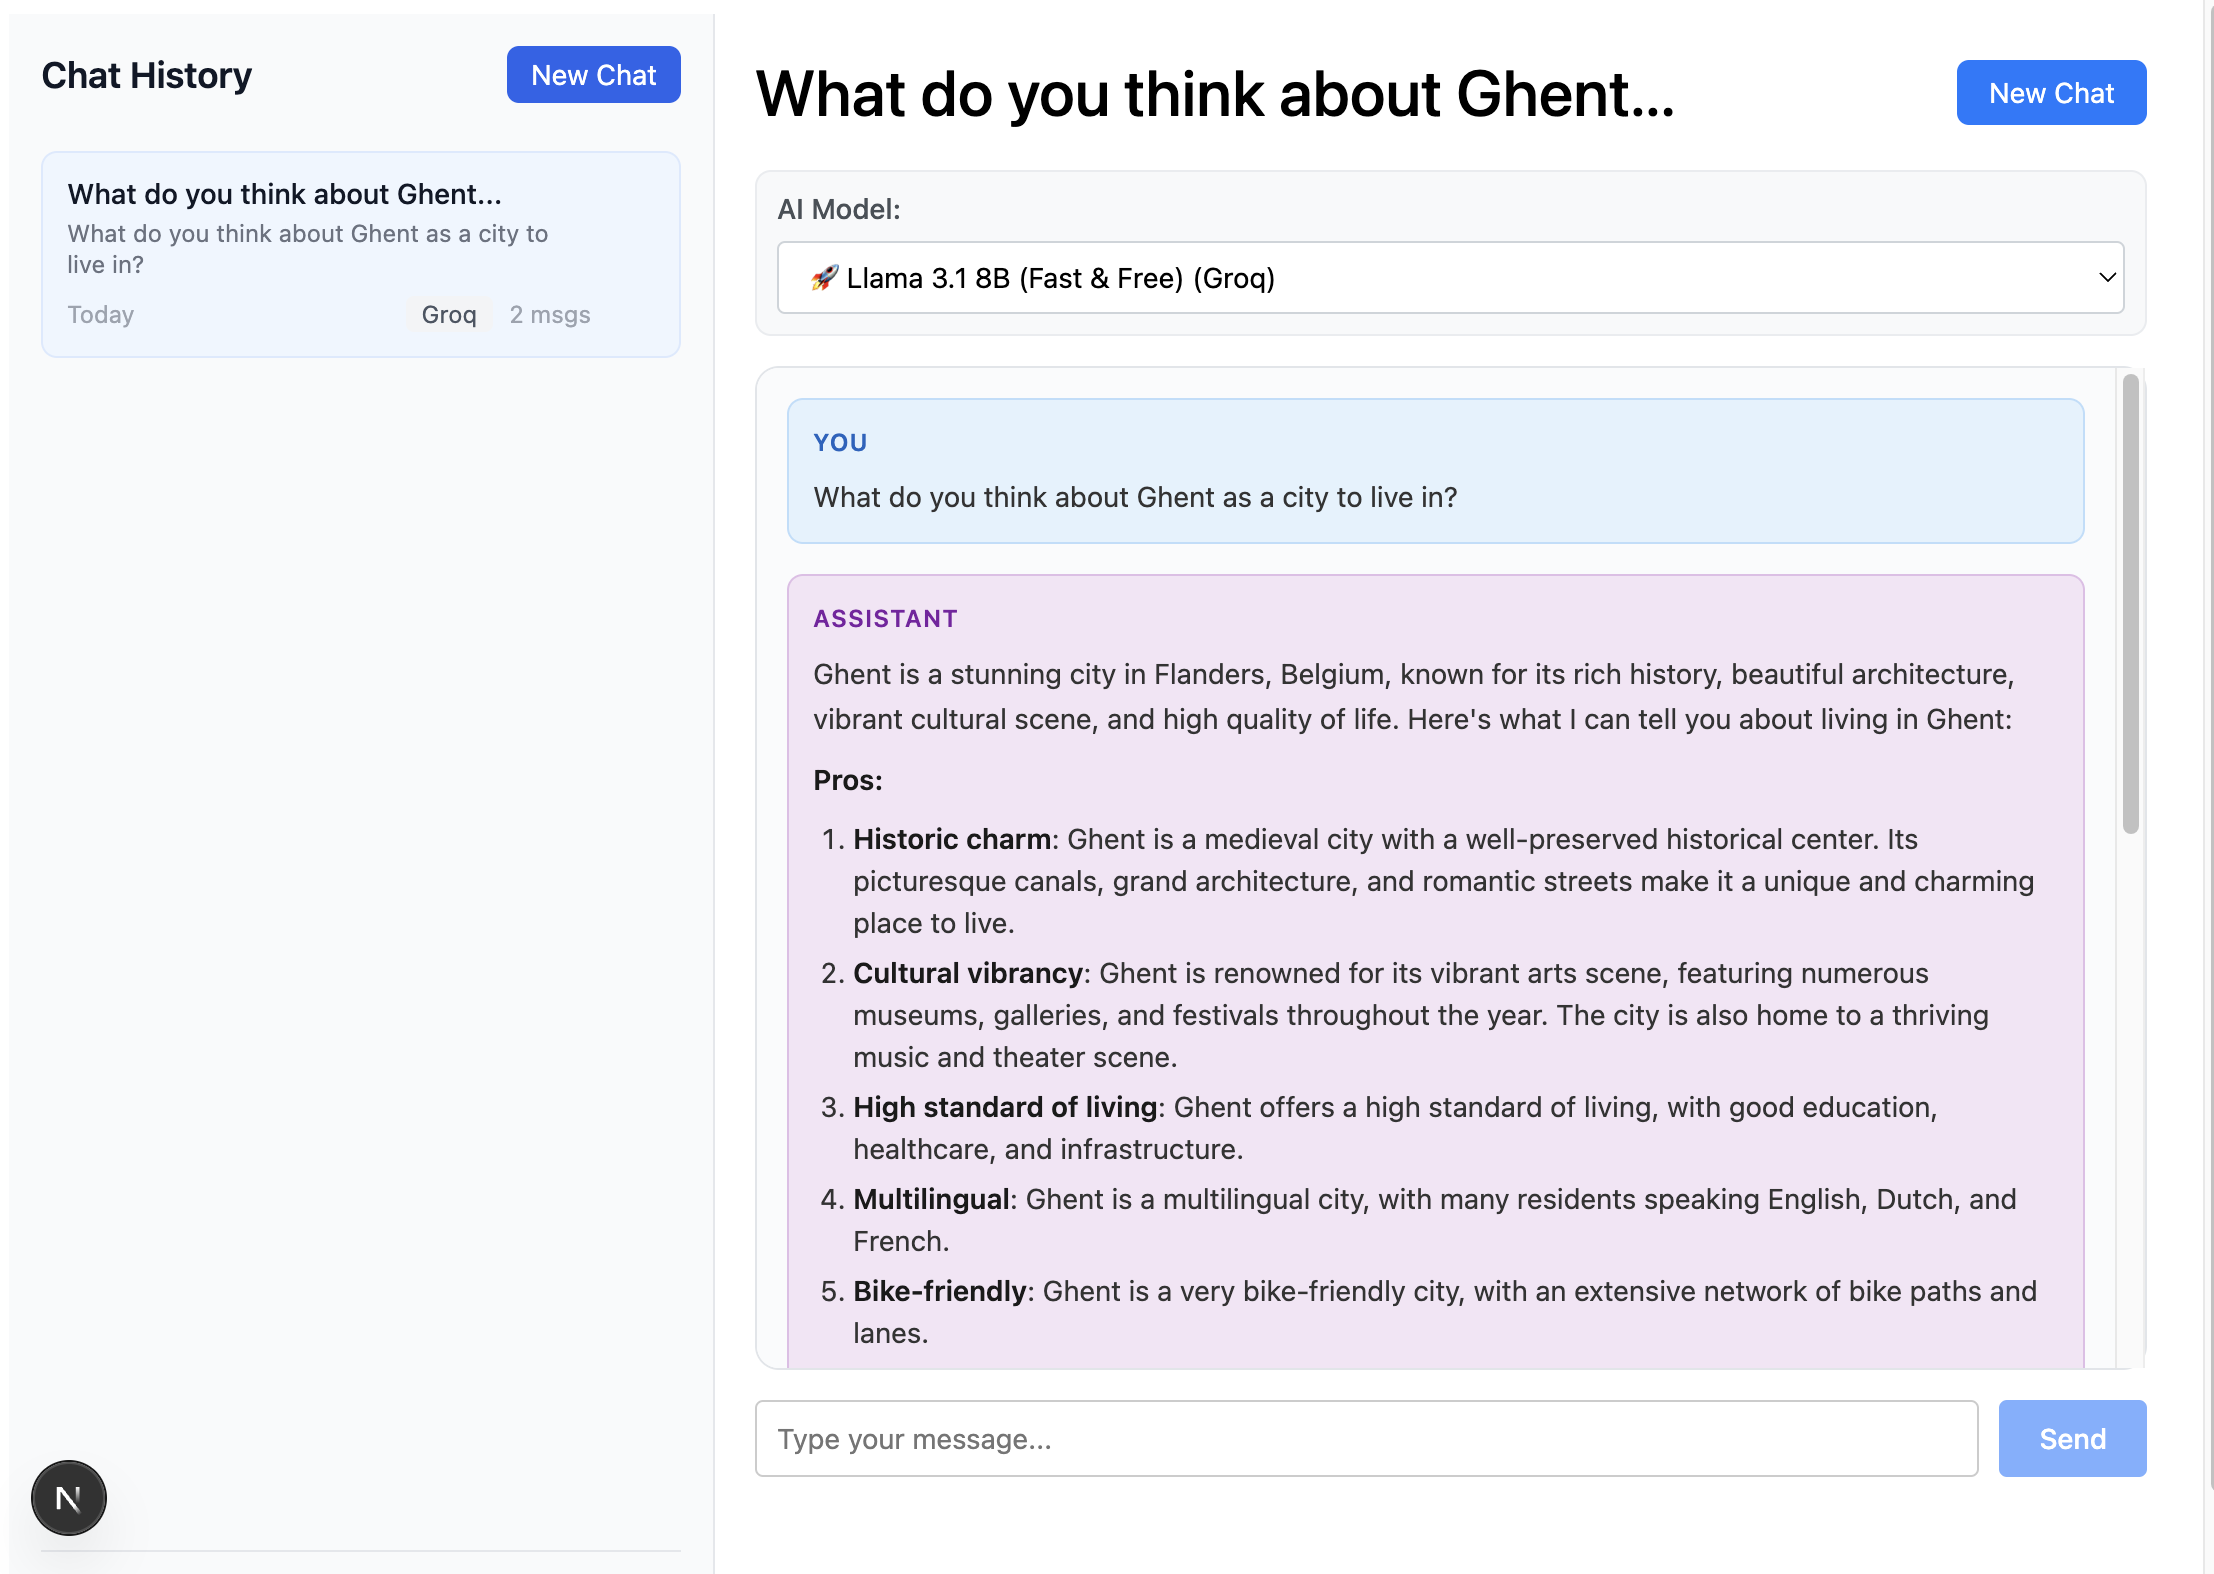 Chat History
New Chat
What do you think about Ghent...
What do you think about Ghent as a city to
live in?
Today Groq 2 msgs
N
What do you think about Ghent...
New Chat
AI Model:
🚀 Llama 3.1 8B (Fast & Free) (Groq)
YOU
What do you think about Ghent as a city to live in?
ASSISTANT
Ghent is a stunning city in Flanders, Belgium, known for its rich history, beautiful architecture,
vibrant cultural scene, and high quality of life. Here's what I can tell you about living in Ghent:
Pros:
1. Historic charm: Ghent is a medieval city with a well-preserved historical center. Its
picturesque canals, grand architecture, and romantic streets make it a unique and charming
place to live.
2. Cultural vibrancy: Ghent is renowned for its vibrant arts scene, featuring numerous
museums, galleries, and festivals throughout the year. The city is also home to a thriving
music and theater scene.
3. High standard of living: Ghent offers a high standard of living, with good education,
healthcare, and infrastructure.
4. Multilingual: Ghent is a multilingual city, with many residents speaking English, Dutch, and
French.
5. Bike-friendly: Ghent is a very bike-friendly city, with an extensive network of bike paths and
lanes.
Type your message...
Send